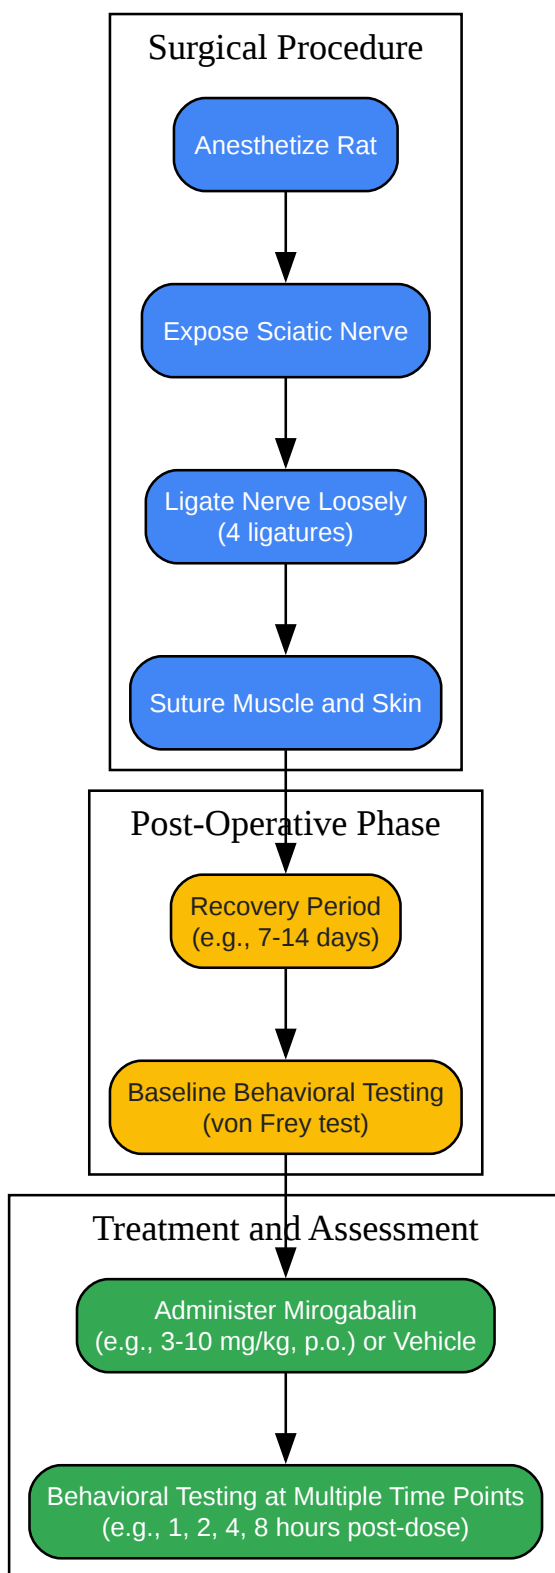 Surgical Procedure
Anesthetize Rat
Expose Sciatic Nerve
Ligate Nerve Loosely
(4 ligatures)
Suture Muscle and Skin
Post-Operative Phase
Recovery Period
(e.g., 7-14 days)
Baseline Behavioral Testing
(von Frey test)
Treatment and Assessment
Administer Mirogabalin
(e.g., 3-10 mg/kg, p.o.) or Vehicle
Behavioral Testing at Multiple Time Points
(e.g., 1, 2, 4, 8 hours post-dose)